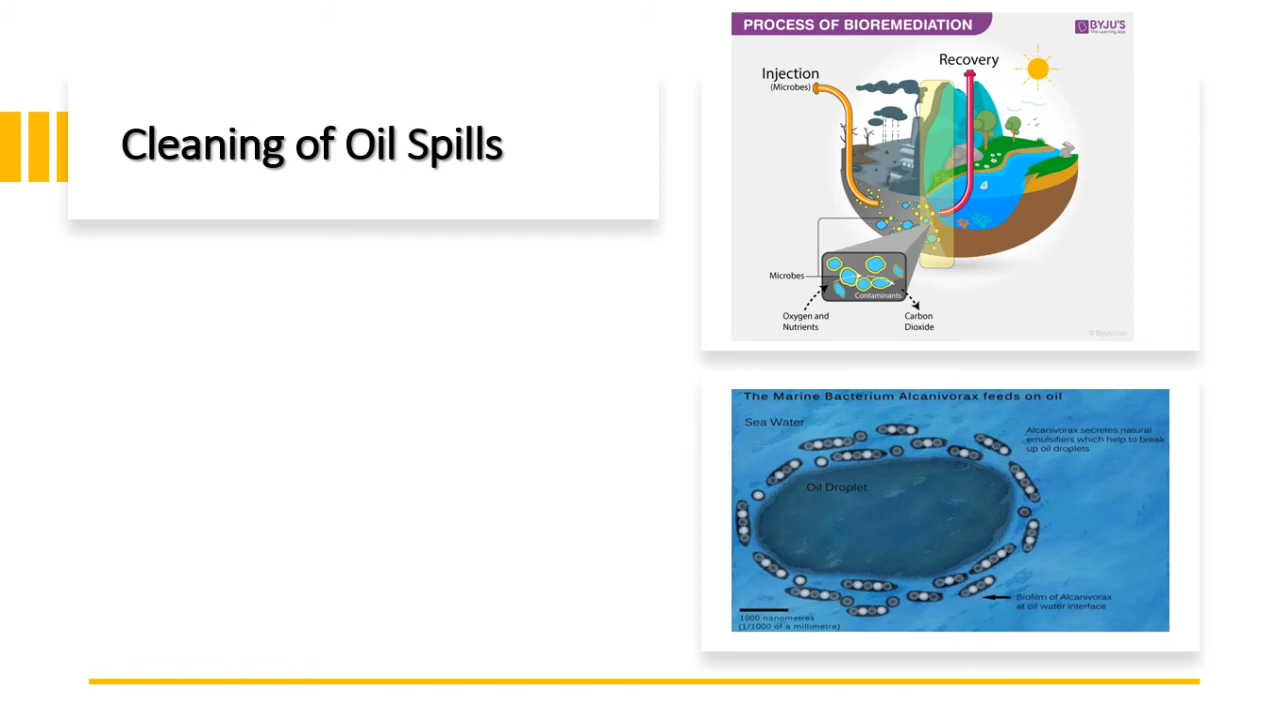 Cleaning of Oil Spills
PROCESS OF BIOREMEDIATION
BYJU'S
The Learning App
Injection
(Microbes)
Recovery
Microbes
Contaminants
Oxygen and
Nutrients
Carbon
Dioxide
© Byjus.com
The Marine Bacterium Alcanivorax feeds on oil
Sea Water
Alcanivorax secretes natural
emulsifiers which help to break
up oil droplets
Oil Droplet
Biofilm of Alcanivorax
at oil water interface
1000 nanometres
(1/1000 of a millimetre)